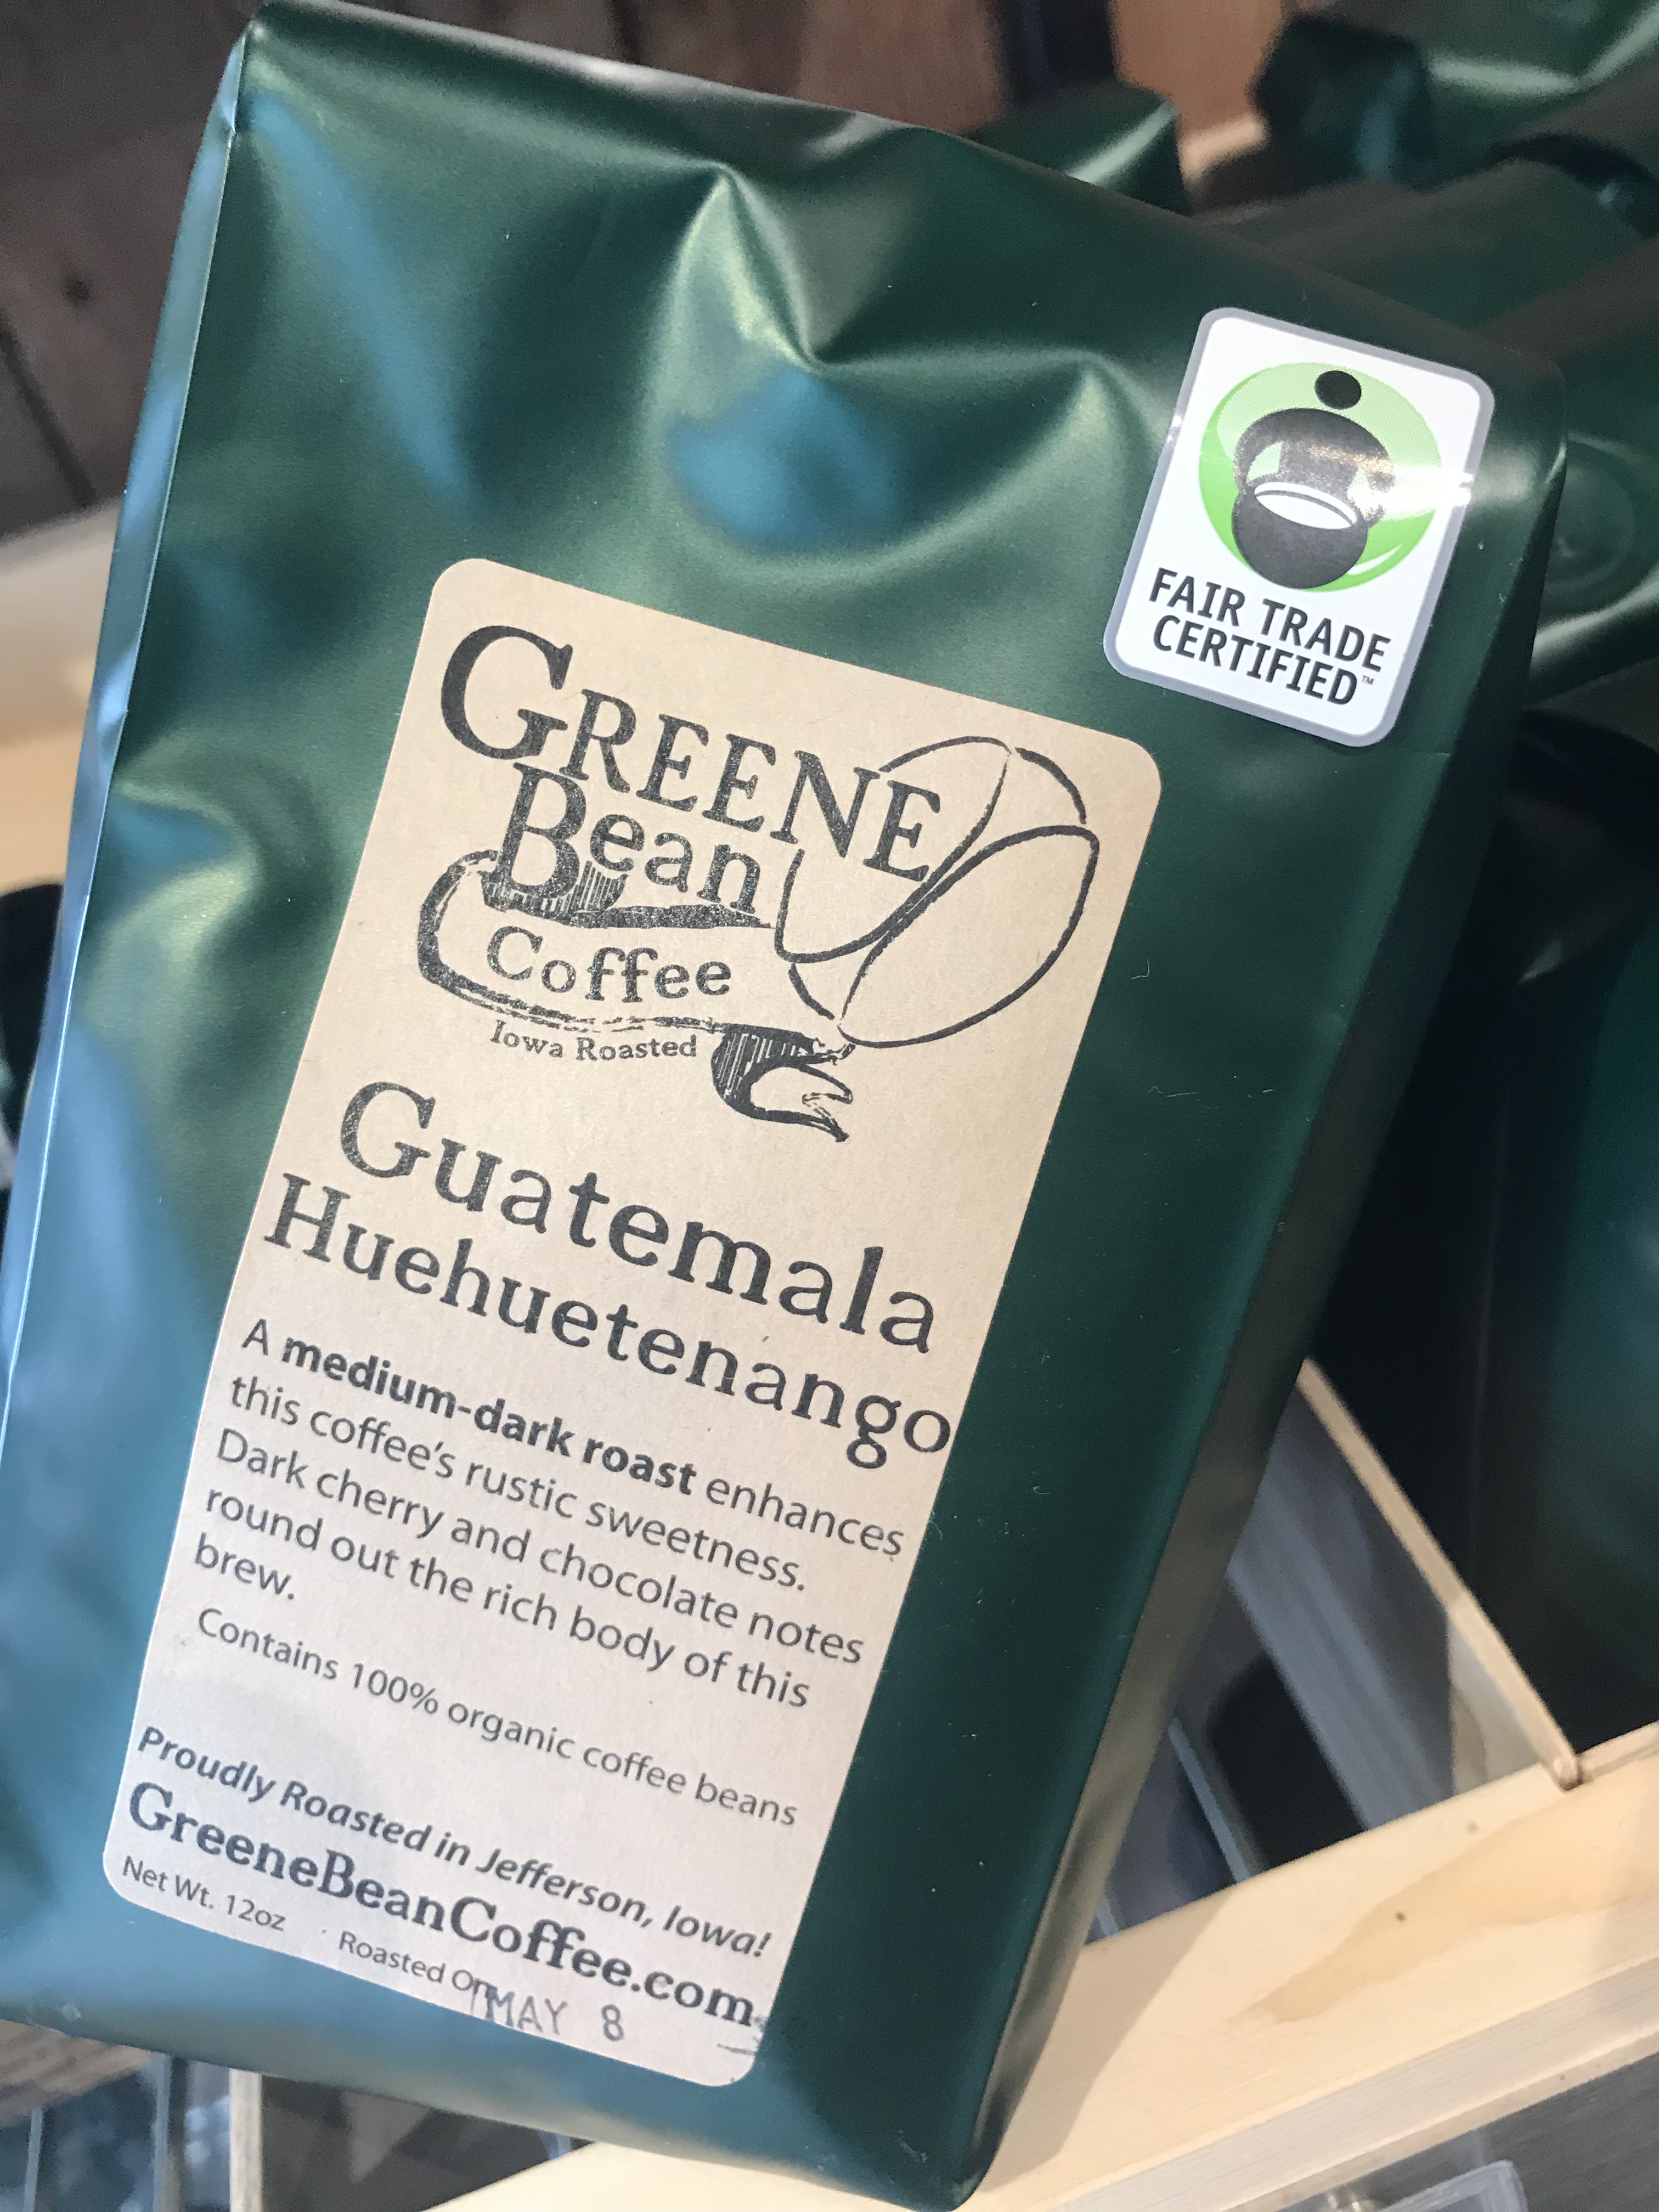 FAIR TRADE
CERTIFIED™
GREENE
Bean
Coffee
Iowa Roasted
Guatemala
Huehuetenango
A medium-dark roast enhances
this coffee's rustic sweetness.
Dark cherry and chocolate notes
round out the rich body of this
brew.
Contains 100% organic coffee beans
Proudly Roasted in Jefferson, Iowa!
GreeneBeanCoffee.com
Net Wt. 12oz Roasted On MAY 8